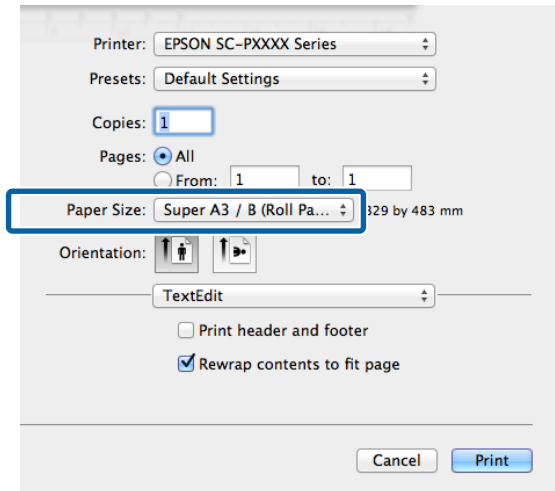 Printer: EPSON SC-PXXXX Series
Presets: Default Settings
Copies: 1
Pages: All
From: 1 to: 1
Paper Size: Super A3 / B (Roll Pa... 329 by 483 mm
Orientation:
TextEdit
Print header and footer
Rewrap contents to fit page
Cancel Print